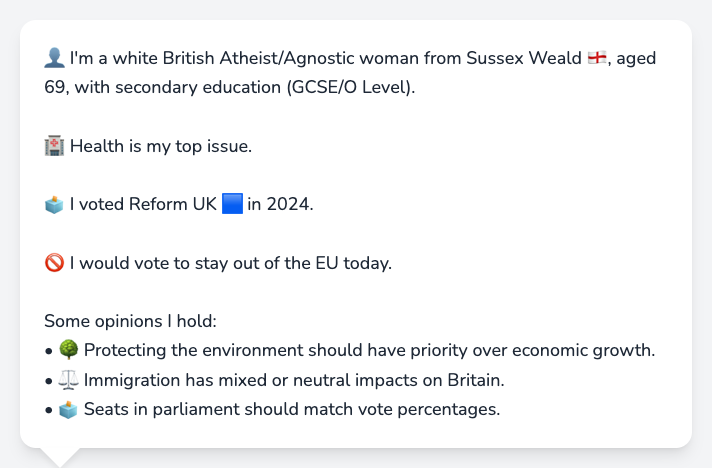 👤 I'm a white British Atheist/Agnostic woman from Sussex Weald 🏴󠁧󠁢󠁥󠁮󠁧󠁿, aged
69, with secondary education (GCSE/O Level).
🏥 Health is my top issue.
🗳️ I voted Reform UK 🟦 in 2024.
🚫 I would vote to stay out of the EU today.
Some opinions I hold:
• 🌳 Protecting the environment should have priority over economic growth.
• ⚖️ Immigration has mixed or neutral impacts on Britain.
• 🗳️ Seats in parliament should match vote percentages.